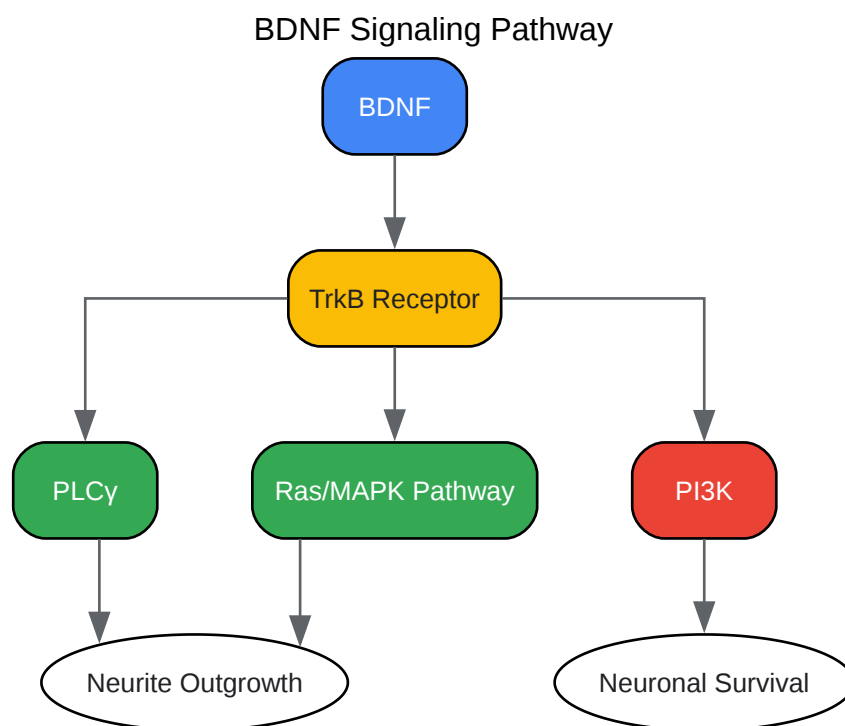 BDNF Signaling Pathway
BDNF
TrkB Receptor
PLCγ
Ras/MAPK Pathway
PI3K
Neurite Outgrowth
Neuronal Survival